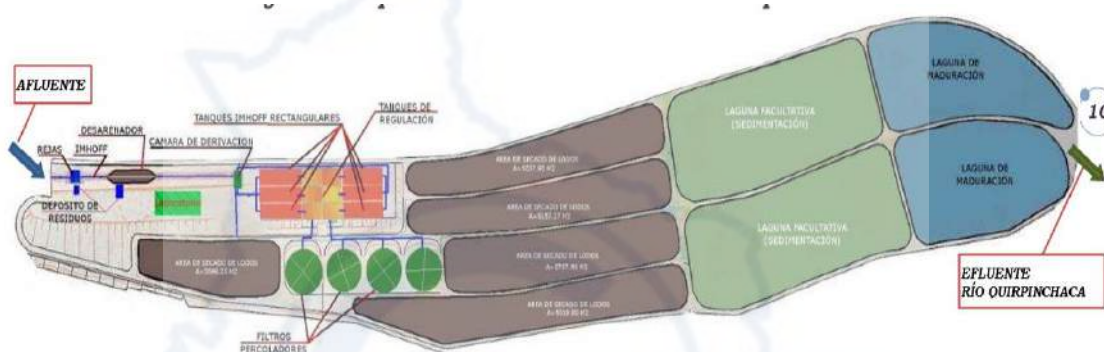 AFLUENTE
DESARENADOR
REJAS
IMHOFF
CAMARA DE DERIVACION
TANQUES IMHOFF RECTANGULARES
TANQUES DE
REGULACIÓN
DEPOSITO DE
RESIDUOS
Laboratorio
AREA DE SECADO DE LODOS
AREA DE SECADO DE LODOS
AREA DE SECADO DE LODOS
AREA DE SECADO DE LODOS
AREA DE SECADO DE LODOS
FILTROS
PERCOLADORES
LAGUNA FACULTATIVA
(SEDIMENTACIÓN)
LAGUNA FACULTATIVA
(SEDIMENTACIÓN)
LAGUNA DE
MADURACIÓN
LAGUNA DE
MADURACIÓN
10
EFLUENTE
RÍO QUIRPINCHACA